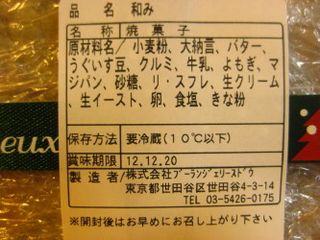 品 名 和み
名 称 焼 菓 子
原材料名/ 小麦粉、大納言、バター、
うぐいす豆、クルミ、牛乳、よもぎ、マ
ジパン、砂糖、リ・スフレ、生クリーム
、生イースト、卵、食塩、きな粉
保存方法 要冷蔵(10℃以下)
賞味期限 12.12.20
製 造 者 株式会社ブーランジェリースドウ
東京都世田谷区世田谷4-3-14
TEL 03-5426-0175
※開封後はお早めにお召し上がり下さい
eux